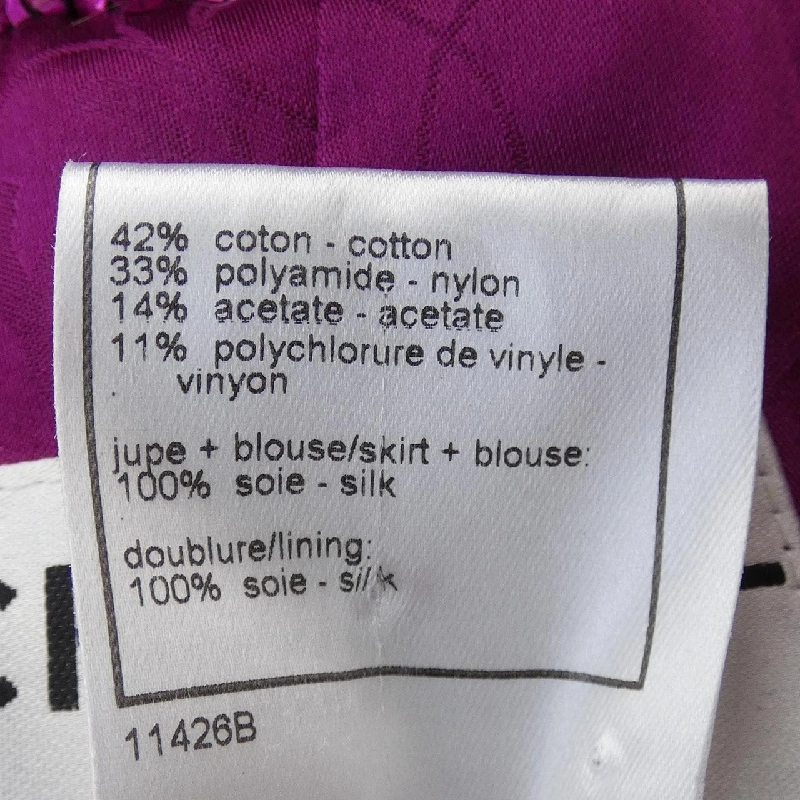 42% coton - cotton
33% polyamide - nylon
14% acetate - acetate
11% polychlorure de vinyle -
vinyon
jupe + blouse/skirt + blouse:
100% soie - silk
doublure/lining:
100% soie - silk
11426B